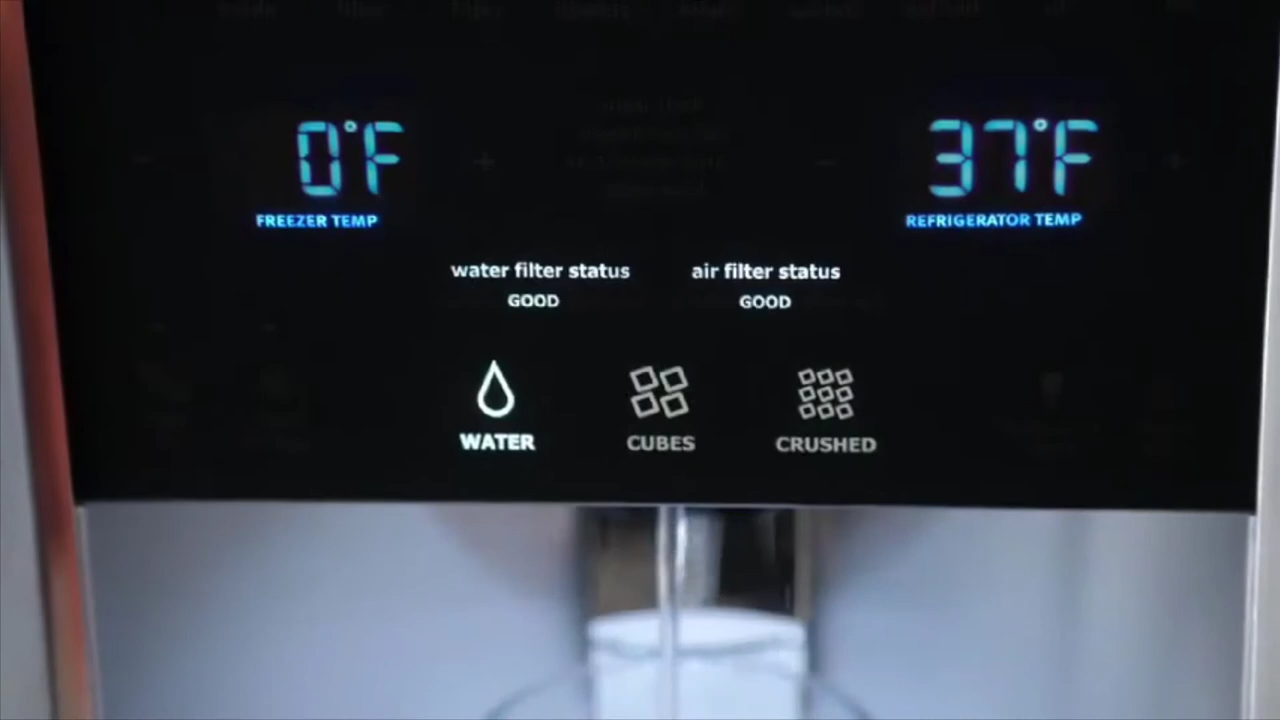 0°F
37°F
FREEZER TEMP
REFRIGERATOR TEMP
water filter status
air filter status
GOOD
GOOD
WATER
CUBES
CRUSHED